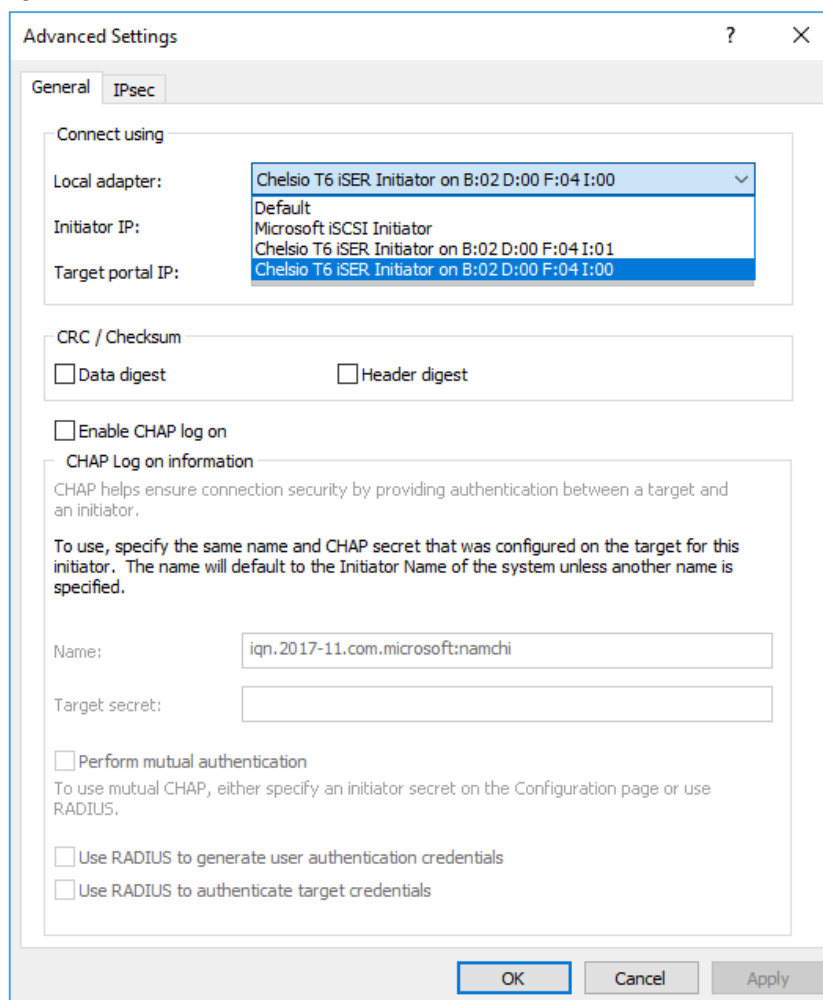 Advanced Settings ? X
General IPsec
Connect using
Local adapter: Chelsio T6 iSER Initiator on B:02 D:00 F:04 I:00
Default
Initiator IP: Microsoft iSCSI Initiator
Chelsio T6 iSER Initiator on B:02 D:00 F:04 I:01
Target portal IP: Chelsio T6 iSER Initiator on B:02 D:00 F:04 I:00
CRC / Checksum
Data digest Header digest
Enable CHAP log on
CHAP Log on information
CHAP helps ensure connection security by providing authentication between a target and
an initiator.
To use, specify the same name and CHAP secret that was configured on the target for this
initiator. The name will default to the Initiator Name of the system unless another name is
specified.
Name: iqn.2017-11.com.microsoft:namchi
Target secret:
Perform mutual authentication
To use mutual CHAP, either specify an initiator secret on the Configuration page or use
RADIUS.
Use RADIUS to generate user authentication credentials
Use RADIUS to authenticate target credentials
OK Cancel Apply